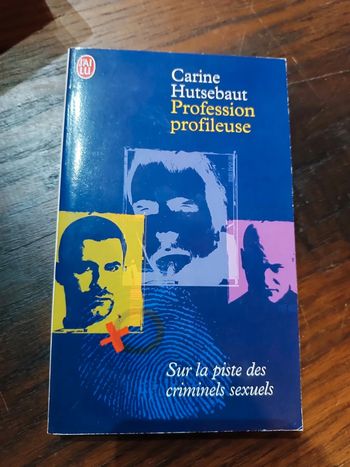 J'AI
LU
Carine
Hutsebaut
Profession
profileuse
Sur la piste des
criminels sexuels